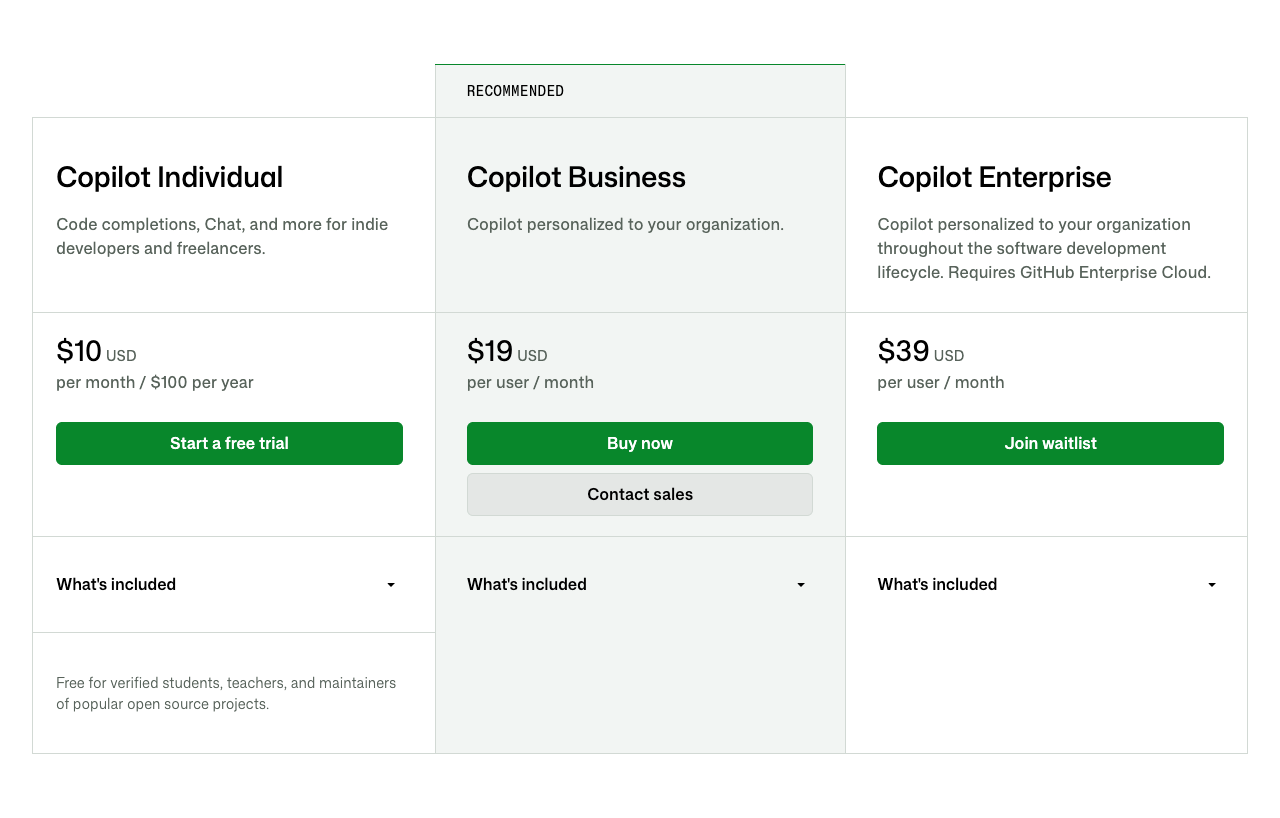 RECOMMENDED
Copilot Individual
Code completions, Chat, and more for indie
developers and freelancers.
$10 USD
per month / $100 per year
Start a free trial
What's included
Free for verified students, teachers, and maintainers
of popular open source projects.
Copilot Business
Copilot personalized to your organization.
$19 USD
per user / month
Buy now
Contact sales
What's included
Copilot Enterprise
Copilot personalized to your organization
throughout the software development
lifecycle. Requires GitHub Enterprise Cloud.
$39 USD
per user / month
Join waitlist
What's included